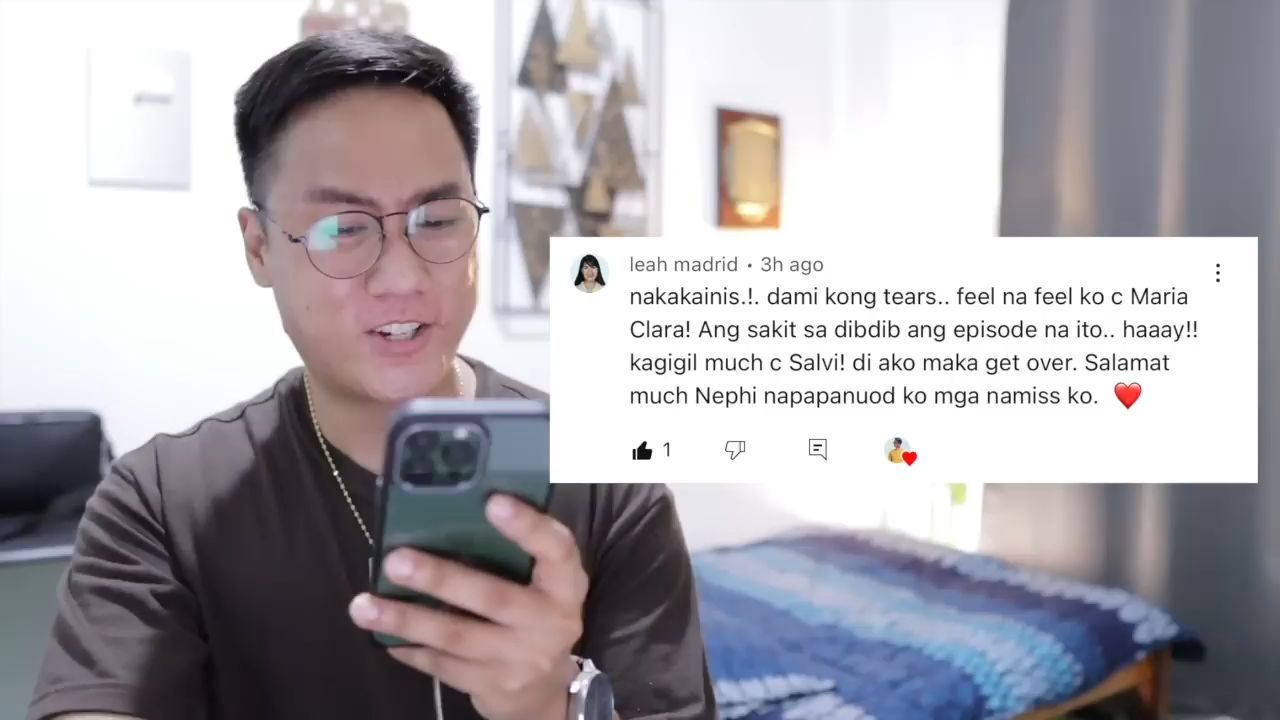 leah madrid • 3h ago
nakakainis.!. dami kong tears.. feel na feel ko c Maria
Clara! Ang sakit sa dibdib ang episode na ito.. haaay!!
kagigil much c Salvi! di ako maka get over. Salamat
much Nephi napapanuod ko mga namiss ko. ❤️
1